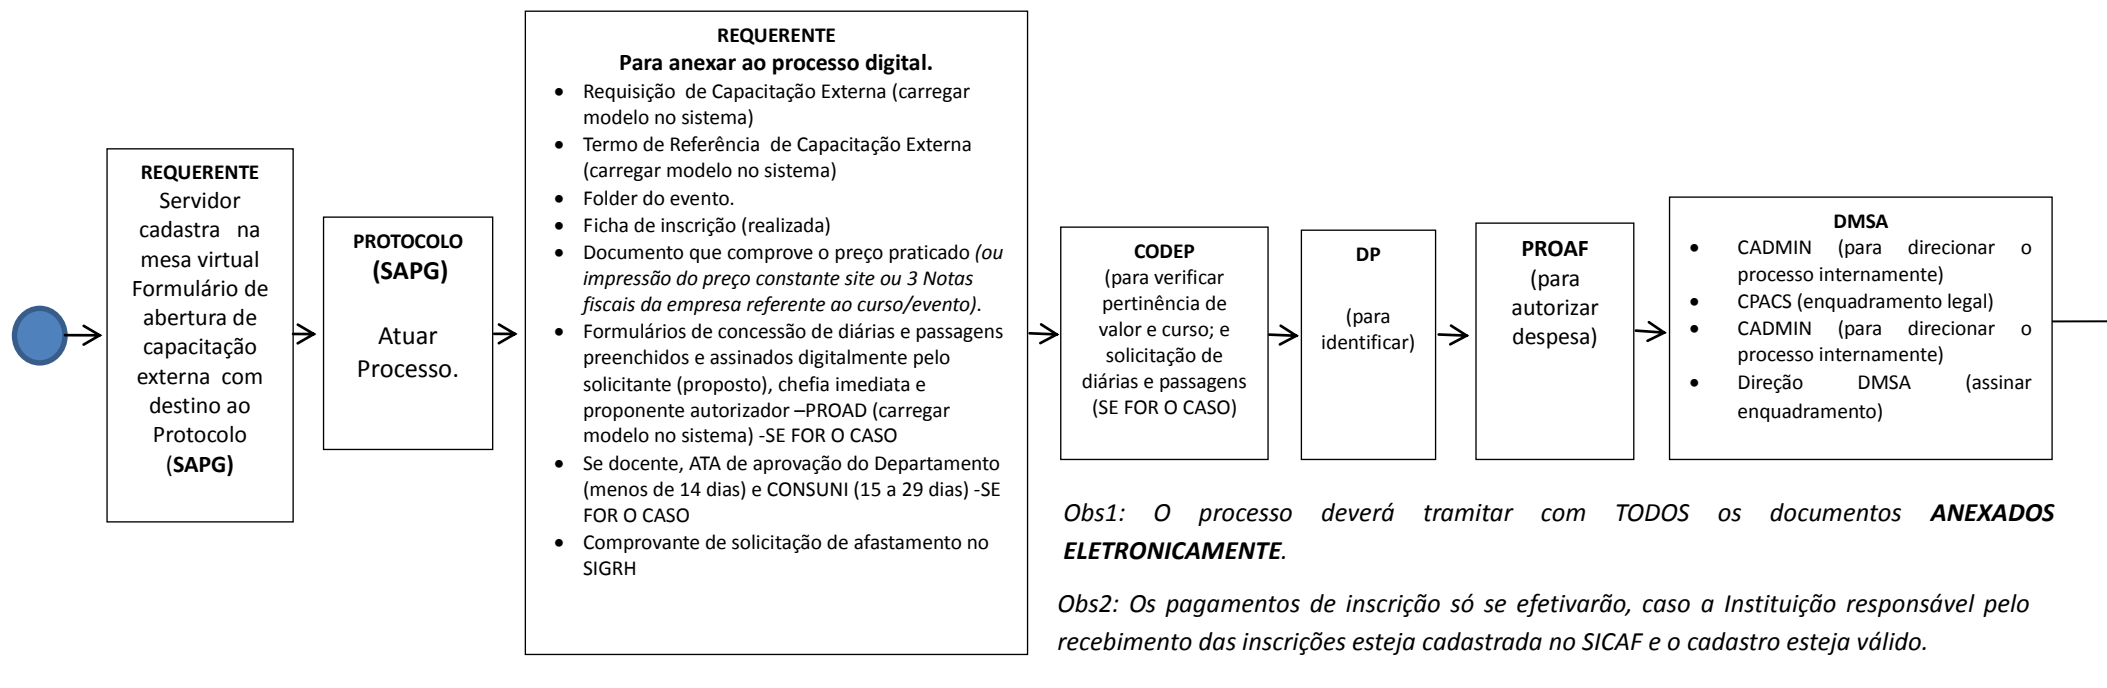 REQUERENTE
Servidor
cadastra na
mesa virtual
Formulário de
abertura de
capacitação
externa com
destino ao
Protocolo
(SAPG)
PROTOCOLO
(SAPG)
Atuar
Processo.
REQUERENTE
Para anexar ao processo digital.
• Requisição de Capacitação Externa (carregar
modelo no sistema)
• Termo de Referência de Capacitação Externa
(carregar modelo no sistema)
• Folder do evento.
• Ficha de inscrição (realizada)
• Documento que comprove o preço praticado (ou
impressão do preço constante site ou 3 Notas
fiscais da empresa referente ao curso/evento).
• Formulários de concessão de diárias e passagens
preenchidos e assinados digitalmente pelo
solicitante (proposto), chefia imediata e
proponente autorizador –PROAD (carregar
modelo no sistema) -SE FOR O CASO
• Se docente, ATA de aprovação do Departamento
(menos de 14 dias) e CONSUNI (15 a 29 dias) -SE
FOR O CASO
• Comprovante de solicitação de afastamento no
SIGRH
CODEP
(para verificar
pertinência de
valor e curso; e
solicitação de
diárias e passagens
(SE FOR O CASO)
DP
(para
identificar)
PROAF
(para
autorizar
despesa)
DMSA
• CADMIN (para direcionar o
processo internamente)
• CPACS (enquadramento legal)
• CADMIN (para direcionar o
processo internamente)
• Direção DMSA (assinar
enquadramento)
Obs1: O processo deverá tramitar com TODOS os documentos ANEXADOS
ELETRONICAMENTE.
Obs2: Os pagamentos de inscrição só se efetivarão, caso a Instituição responsável pelo
recebimento das inscrições esteja cadastrada no SICAF e o cadastro esteja válido.